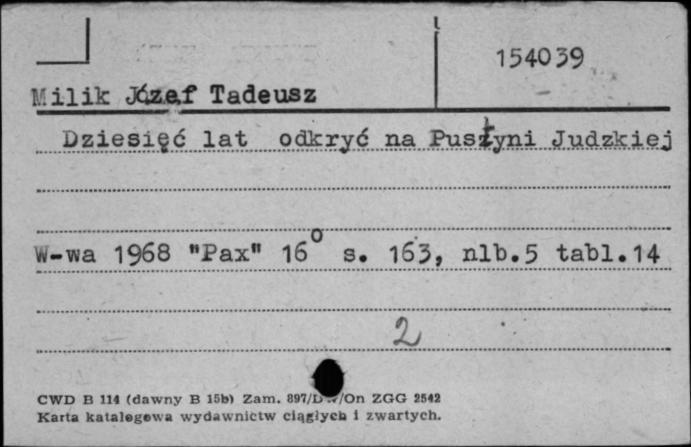 154039
Milik Józef Tadeusz
Dziesięć lat odkryć na Pustyni Judzkiej
W-wa 1968 "Pax" 16° s. 163, nlb.5 tabl.14
2
CWD B 114 (dawny B 15b) Zam. 897/ /On ZGG 2542
Karta katalogowa wydawnictw ciągłych i zwartych.